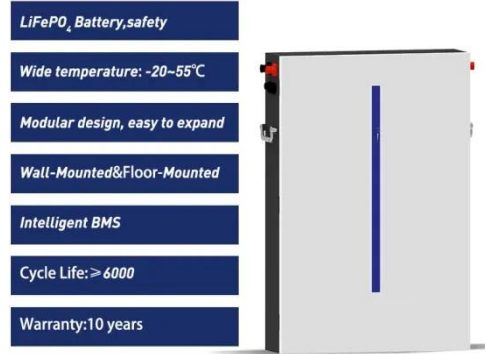 LiFePO₄ Battery,safety
Wide temperature: -20~55℃
Modular design, easy to expand
Wall-Mounted&Floor-Mounted
Intelligent BMS
Cycle Life:≥6000
Warranty:10 years